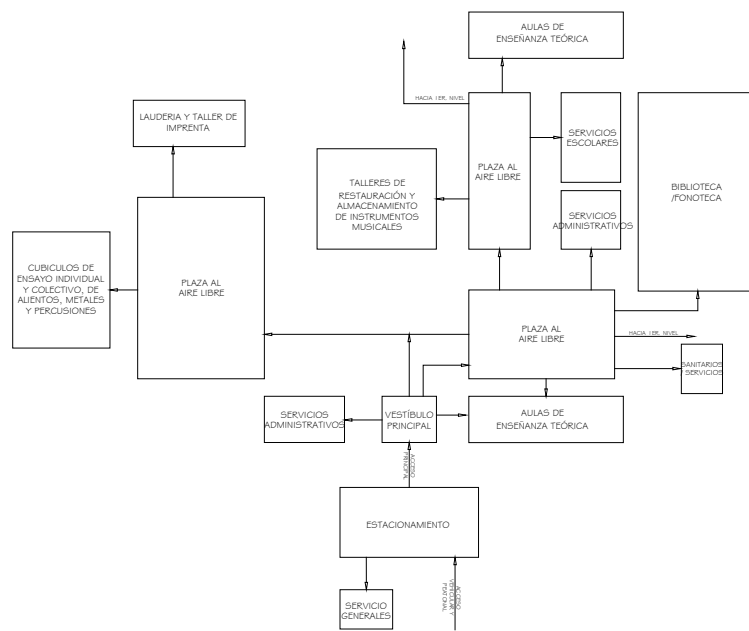 AULAS DE
ENSEÑANZA TEÓRICA
HACIA 1ER. NIVEL
LAUDERIA Y TALLER DE
IMPRENTA
PLAZA AL
AIRE LIBRE
SERVICIOS
ESCOLARES
BIBLIOTECA
/FONOTECA
TALLERES DE
RESTAURACIÓN Y
ALMACENAMIENTO
DE INSTRUMENTOS
MUSICALES
SERVICIOS
ADMINISTRATIVOS
CUBICULOS DE
ENSAYO INDIVIDUAL
Y COLECTIVO, DE
ALIENTOS, METALES
Y PERCUSIONES
PLAZA AL
AIRE LIBRE
PLAZA AL
AIRE LIBRE
HACIA 1ER. NIVEL
SANITARIOS
/ SERVICIOS
SERVICIOS
ADMINISTRATIVOS
VESTÍBULO
PRINCIPAL
AULAS DE
ENSEÑANZA TEÓRICA
ACCESO
PRINCIPAL
ESTACIONAMIENTO
ACCESO
VEHICULAR Y
PEATONAL
SERVICIO
GENERALES